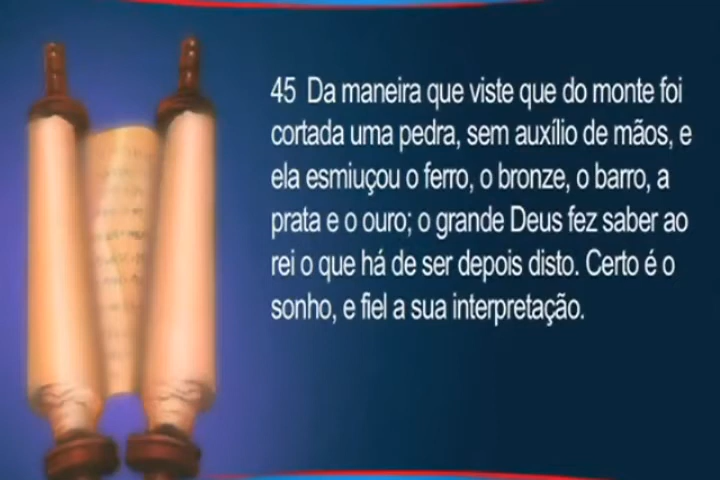 45 Da maneira que viste que do monte foi
cortada uma pedra, sem auxílio de mãos, e
ela esmiuçou o ferro, o bronze, o barro, a
prata e o ouro; o grande Deus fez saber ao
rei o que há de ser depois disto. Certo é o
sonho, e fiel a sua interpretação.